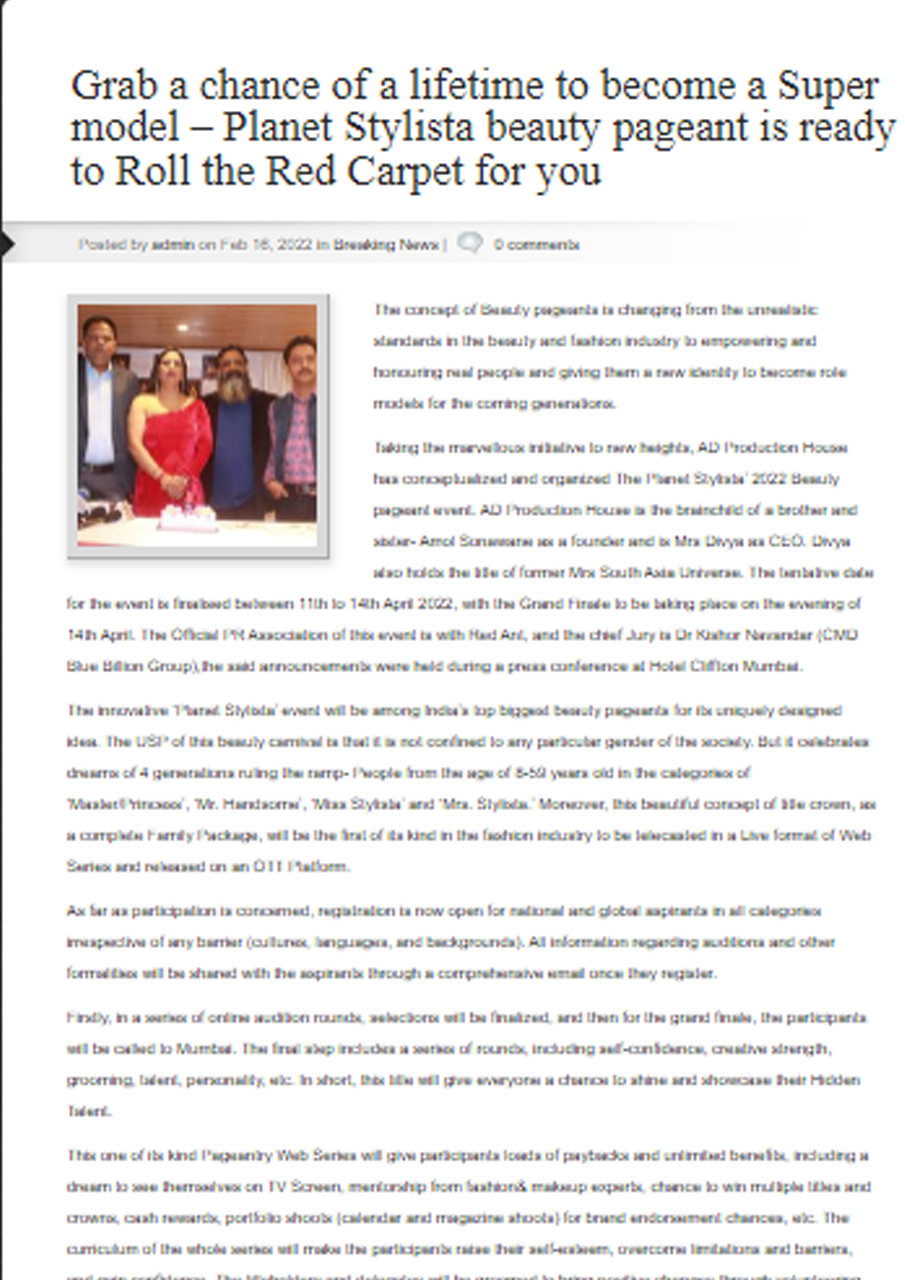 Grab a chance of a lifetime to become a Super
model – Planet Stylista beauty pageant is ready
to Roll the Red Carpet for you
Posted by admin on Feb 16, 2022 in Breaking News | 0 comments
The concept of Beauty pageants is changing from the unrealistic
standards in the beauty and fashion industry to empowering and
honouring real people and giving them a new identity to become role
models for the coming generations.
Taking the marvellous initiative to new heights, AD Production House
has conceptualized and organized The Planet Stylista' 2022 Beauty
pageant event. AD Production House is the brainchild of a brother and
sister- Amol Sonawane as a founder and is Mrs Divya as CEO. Divya
also holds the title of former Mrs South Asia Universe. The tentative date
for the event is finalised between 11th to 14th April 2022, with the Grand Finale to be taking place on the evening of
14th April. The Official PR Association of this event is with Red Ant, and the chief Jury is Dr Kishor Navandar (CMD
Blue Billion Group),the said announcements were held during a press conference at Hotel Cliffton Mumbai.
The innovative 'Planet Stylista' event will be among India's top biggest beauty pageants for its uniquely designed
idea. The USP of this beauty carnival is that it is not confined to any particular gender of the society. But it celebrates
dreams of 4 generations ruling the ramp- People from the age of 8-59 years old in the categories of
'Master/Princess', 'Mr. Handsome', 'Miss Stylista' and 'Mrs. Stylista.' Moreover, this beautiful concept of title crown, as
a complete Family Package, will be the first of its kind in the fashion industry to be telecasted in a Live format of Web
Series and released on an OTT Platform.
As far as participation is concerned, registration is now open for national and global aspirants in all categories
irrespective of any barrier (cultures, languages, and backgrounds). All information regarding auditions and other
formalities will be shared with the aspirants through a comprehensive email once they register.
Firstly, in a series of online audition rounds, selections will be finalized, and then for the grand finale, the participants
will be called to Mumbai. The final step includes a series of rounds, including self-confidence, creative strength,
grooming, talent, personality, etc. In short, this title will give everyone a chance to shine and showcase their Hidden
Talent.
This one of its kind Pageantry Web Series will give participants loads of paybacks and unlimited benefits, including a
dream to see themselves on TV Screen, mentorship from fashion& makeup experts, chance to win multiple titles and
crowns, cash rewards, portfolio shoots (calendar and magazine shoots) for brand endorsement chances, etc. The
curriculum of the whole series will make the participants raise their self-esteem, overcome limitations and barriers,